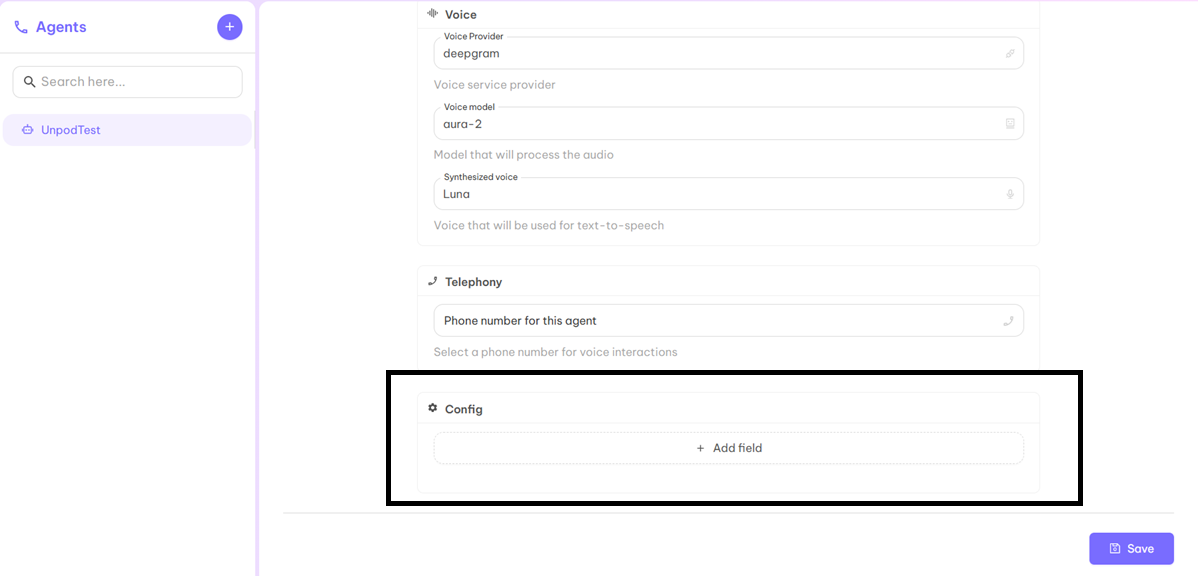 Agents
+
Search here...
UnpodTest
Voice
Voice Provider
deepgram
Voice service provider
Voice model
aura-2
Model that will process the audio
Synthesized voice
Luna
Voice that will be used for text-to-speech
Telephony
Phone number for this agent
Select a phone number for voice interactions
Config
+ Add field
Save